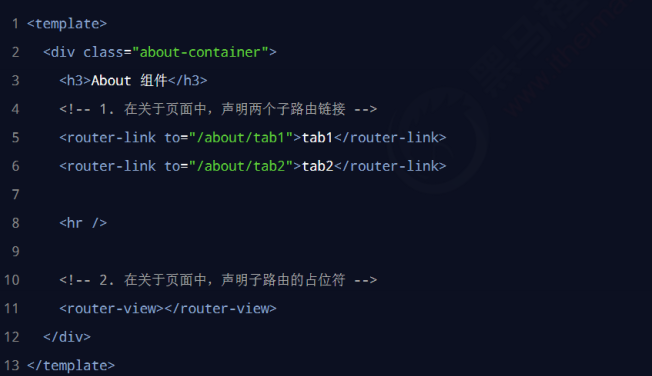 1 <template>
2   <div class="about-container">
3     <h3>About 组件</h3>
4     <!-- 1. 在关于页面中，声明两个子路由链接 -->
5     <router-link to="/about/tab1">tab1</router-link>
6     <router-link to="/about/tab2">tab2</router-link>
7
8     <hr />
9
10     <!-- 2. 在关于页面中，声明子路由的占位符 -->
11     <router-view></router-view>
12   </div>
13 </template>